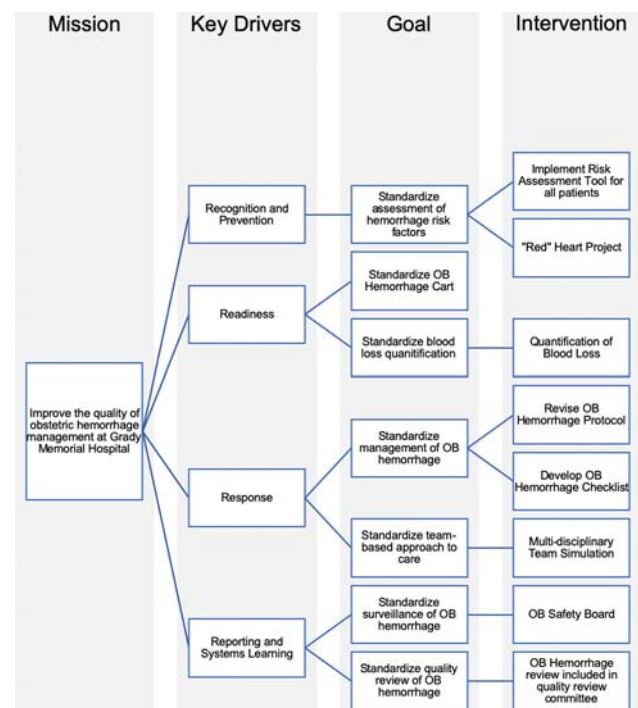 Mission
Key Drivers
Goal
Intervention
Improve the quality of
obstetric hemorrhage
management at Grady
Memorial Hospital
Recognition and
Prevention
Standardize
assessment of
hemorrhage risk
factors
Implement Risk
Assessment Tool for
all patients
"Red" Heart Project
Readiness
Standardize OB
Hemorrhage Cart
Standardize blood
loss quanitification
Quantification of
Blood Loss
Response
Standardize
management of OB
hemorrhage
Revise OB
Hemorrhage Protocol
Develop OB
Hemorrhage Checklist
Standardize team-
based approach to
care
Multi-disciplinary
Team Simulation
Reporting and
Systems Learning
Standardize
surveillance of OB
hemorrhage
OB Safety Board
Standardize quality
review of OB
hemorrhage
OB Hemorrhage
review included in
quality review
committee